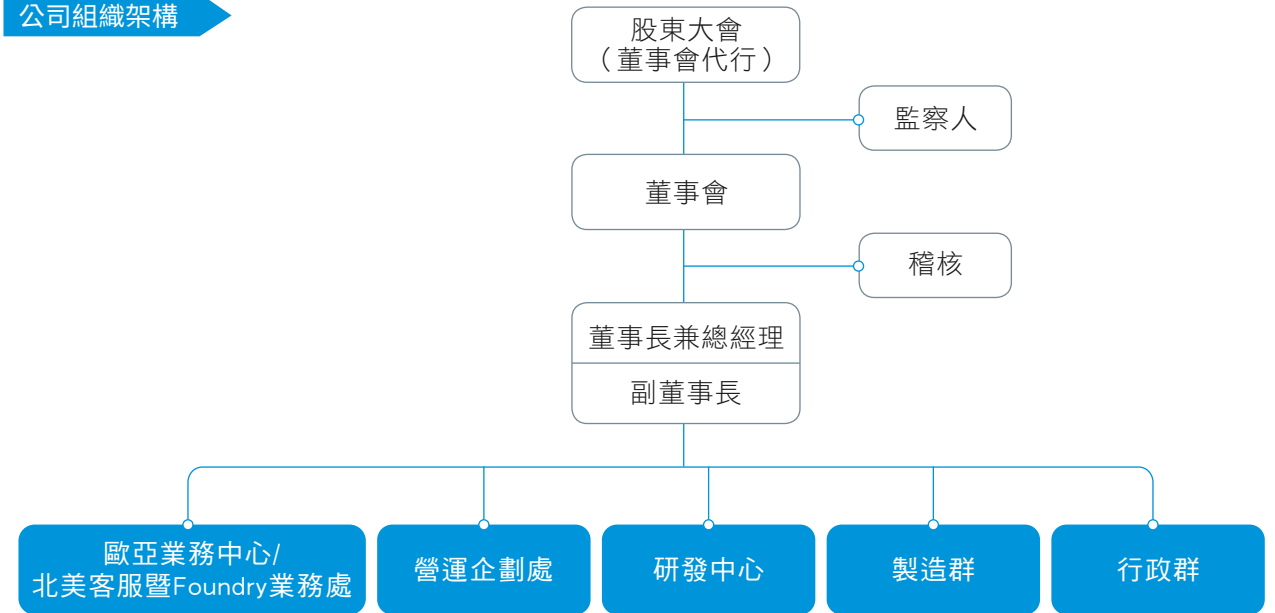 公司組織架構
股東大會
（董事會代行）
監察人
董事會
稽核
董事長兼總經理
副董事長
歐亞業務中心/
北美客服暨Foundry業務處
營運企劃處
研發中心
製造群
行政群